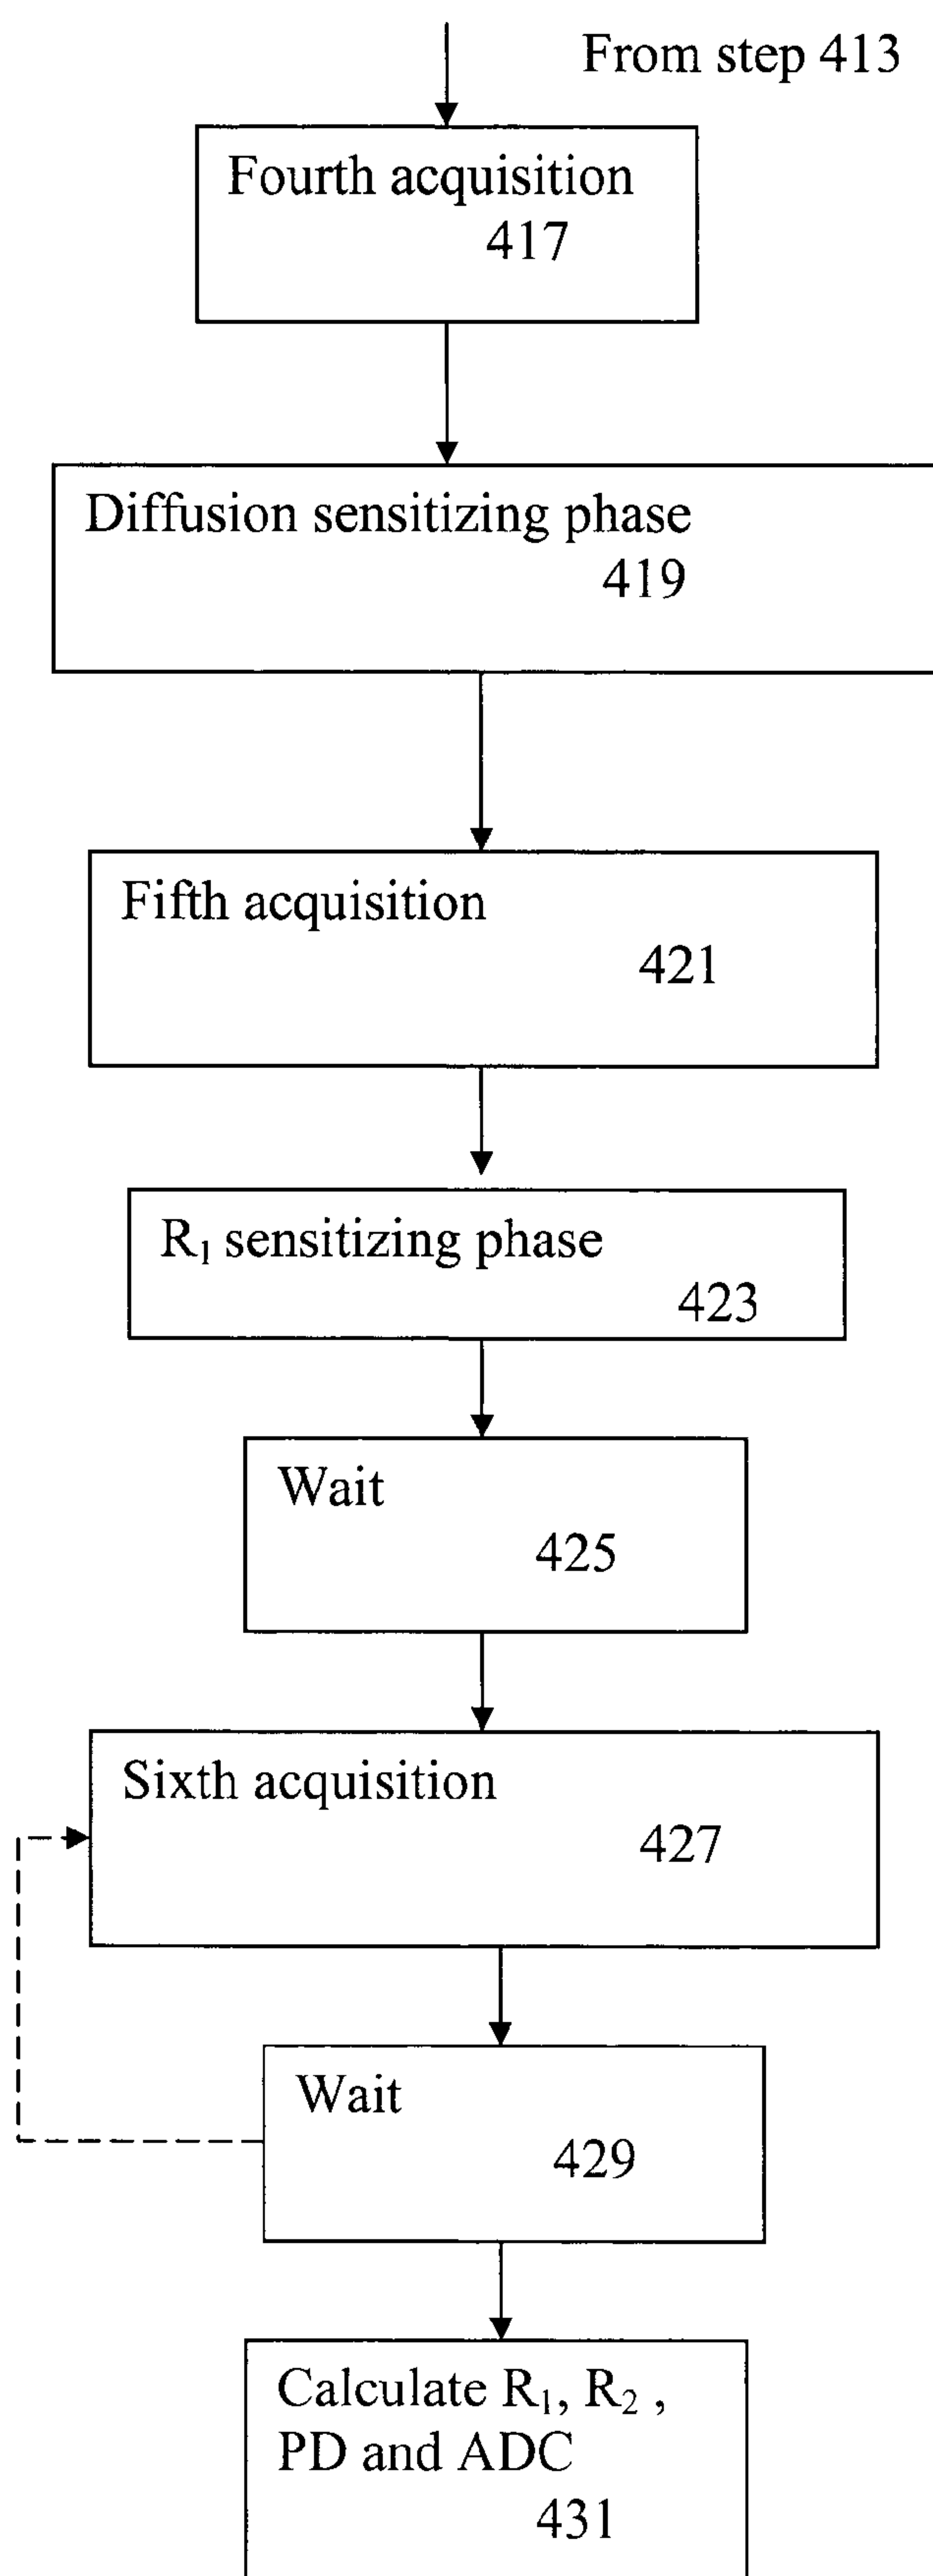 From step 413
Fourth acquisition
417
Diffusion sensitizing phase
419
Fifth acquisition
421
R₁ sensitizing phase
423
Wait
425
Sixth acquisition
427
Wait
429
Calculate R₁, R₂ ,
PD and ADC
431